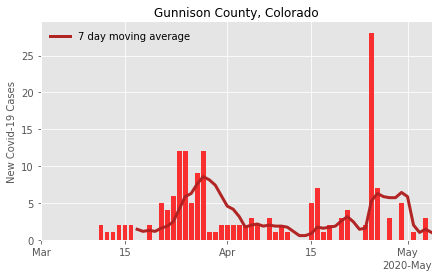 Gunnison County, Colorado
7 day moving average
New Covid-19 Cases
25
20
15
10
5
0
Mar
15
Apr
15
May
2020-May